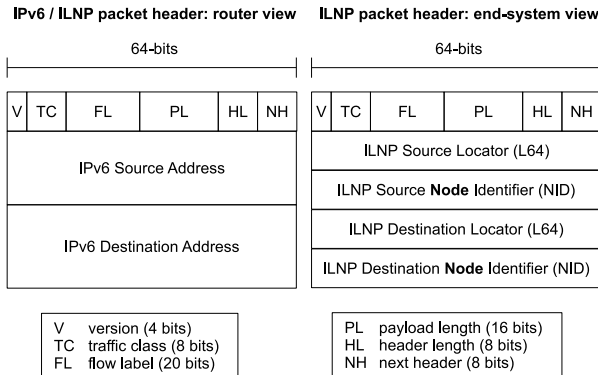 IPv6 / ILNP packet header: router view
ILNP packet header: end-system view
64-bits
64-bits
V TC FL PL HL NH
V TC FL PL HL NH
IPv6 Source Address
IPv6 Destination Address
ILNP Source Locator (L64)
ILNP Source Node Identifier (NID)
ILNP Destination Locator (L64)
ILNP Destination Node Identifier (NID)
V version (4 bits)
TC traffic class (8 bits)
FL flow label (20 bits)
PL payload length (16 bits)
HL header length (8 bits)
NH next header (8 bits)